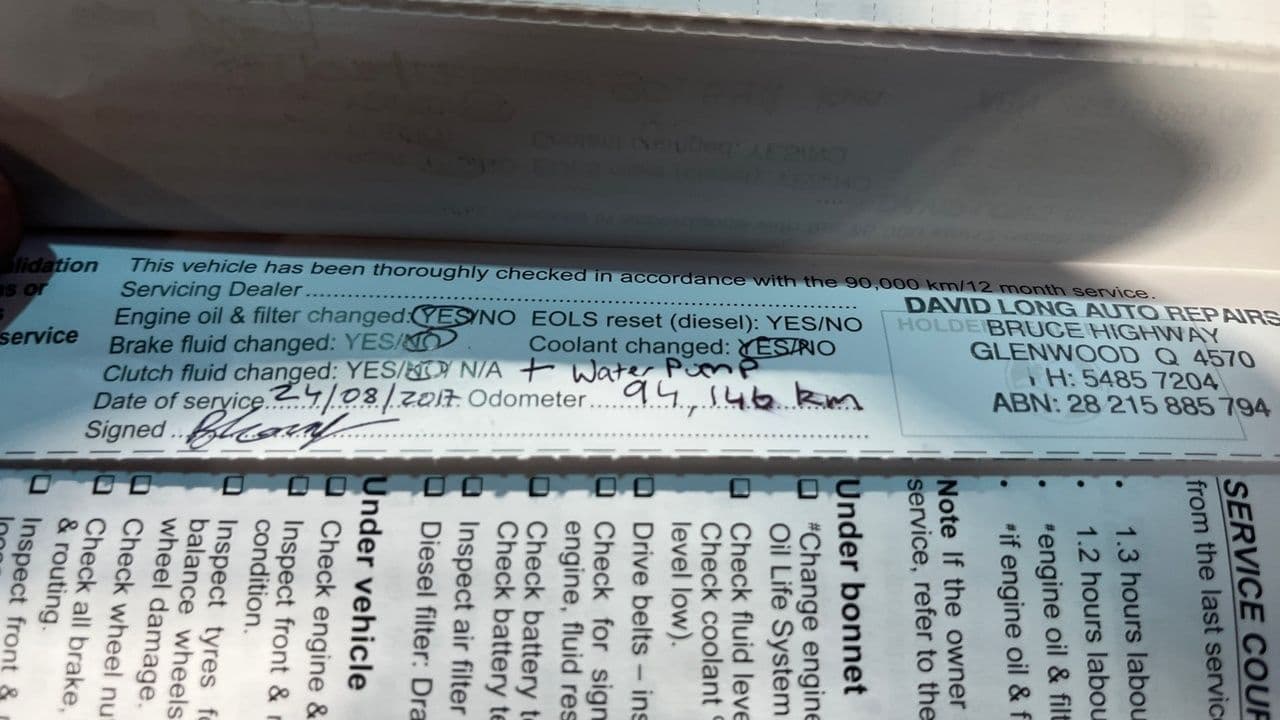 lidation
s or
service
This vehicle has been thoroughly checked in accordance with the 90,000 km/12 month service.
Servicing Dealer
Engine oil & filter changed: YES/NO EOLS reset (diesel): YES/NO
Brake fluid changed: YES/NO Coolant changed: YES/NO
Clutch fluid changed: YES/NO/ N/A + Water Pump
Date of service 24/08/2017 Odometer 94,146 km
Signed
DAVID LONG AUTO REPAIRS
BRUCE HIGHWAY
GLENWOOD Q 4570
H: 5485 7204
ABN: 28 215 885 794
SERVICE COU
from the last servic
• 1.3 hours labou
• 1.2 hours labou
• #engine oil & filt
• #if engine oil & f
Note If the owner
service, refer to the
Under bonnet
#Change engine
Oil Life System
Check fluid leve
Check coolant
level low).
Drive belts – ins
Check for sign
engine, fluid res
Check battery t
Check battery te
Inspect air filter
Diesel filter: Dra
Under vehicle
Check engine &
Inspect front &
condition.
Inspect tyres f
balance wheels
wheel damage.
Check wheel nu
Check all brake,
& routing.
Inspect front &